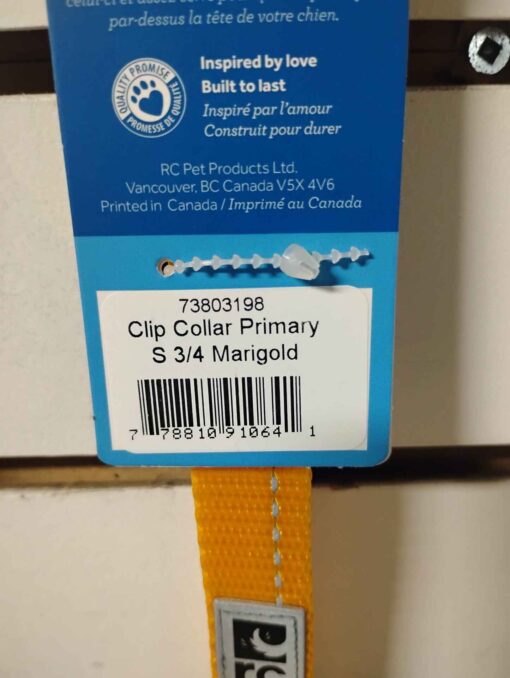 par-dessus la tête de votre chien.
QUALITY PROMISE
PROMESSE DE QUALITÉ
Inspired by love
Built to last
Inspiré par l'amour
Construit pour durer
RC Pet Products Ltd.
Vancouver, BC Canada V5X 4V6
Printed in Canada / Imprimé au Canada
73803198
Clip Collar Primary
S 3/4 Marigold
7 78810 91064 1
rc